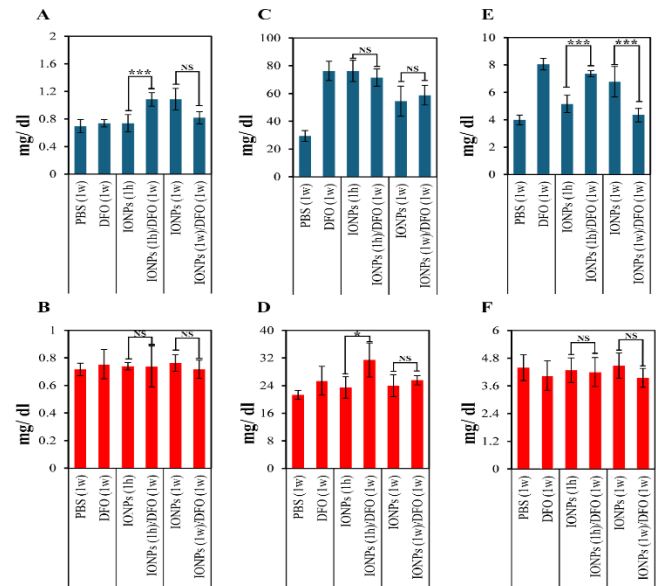 A
mg/ dl
2
1.6
1.2
0.8
0.4
0
***
NS
PBS (1w)
DFO (1w)
IONPs (1h)
IONPs (1h)/DFO (1w)
IONPs (1w)
IONPs (1w)/DFO (1w)
C
mg/ dl
100
80
60
40
20
0
NS
NS
PBS (1w)
DFO (1w)
IONPs (1h)
IONPs (1h)/DFO (1w)
IONPs (1w)
IONPs (1w)/DFO (1w)
E
mg/ dl
10
8
6
4
2
0
***
***
PBS (1w)
DFO (1w)
IONPs (1h)
IONPs (1h)/DFO (1w)
IONPs (1w)
IONPs (1w)/DFO (1w)
B
mg/ dl
1
0.8
0.6
0.4
0.2
0
NS
NS
PBS (1w)
DFO (1w)
IONPs (1h)
IONPs (1h)/DFO (1w)
IONPs (1w)
IONPs (1w)/DFO (1w)
D
mg/ dl
40
32
24
16
8
0
*
NS
PBS (1w)
DFO (1w)
IONPs (1h)
IONPs (1h)/DFO (1w)
IONPs (1w)
IONPs (1w)/DFO (1w)
F
mg/ dl
6
4.8
3.6
2.4
1.2
0
NS
NS
PBS (1w)
DFO (1w)
IONPs (1h)
IONPs (1h)/DFO (1w)
IONPs (1w)
IONPs (1w)/DFO (1w)